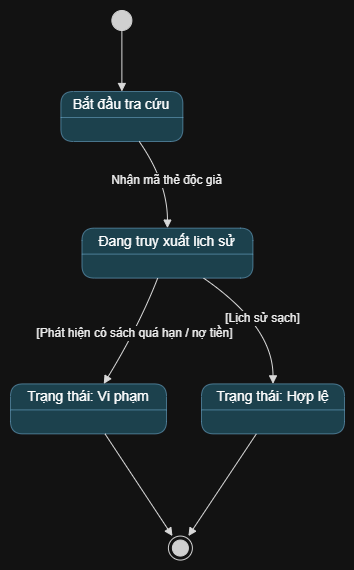 Bắt đầu tra cứu
Nhận mã thẻ độc giả
Đang truy xuất lịch sử
[Phát hiện có sách quá hạn / nợ tiền]
[Lịch sử sạch]
Trạng thái: Vi phạm
Trạng thái: Hợp lệ